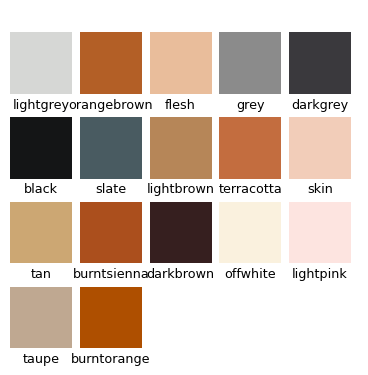 lightgrey orangebrown flesh grey darkgrey
black slate lightbrown terracotta skin
tan burntsienna darkbrown offwhite lightpink
taupe burntorange